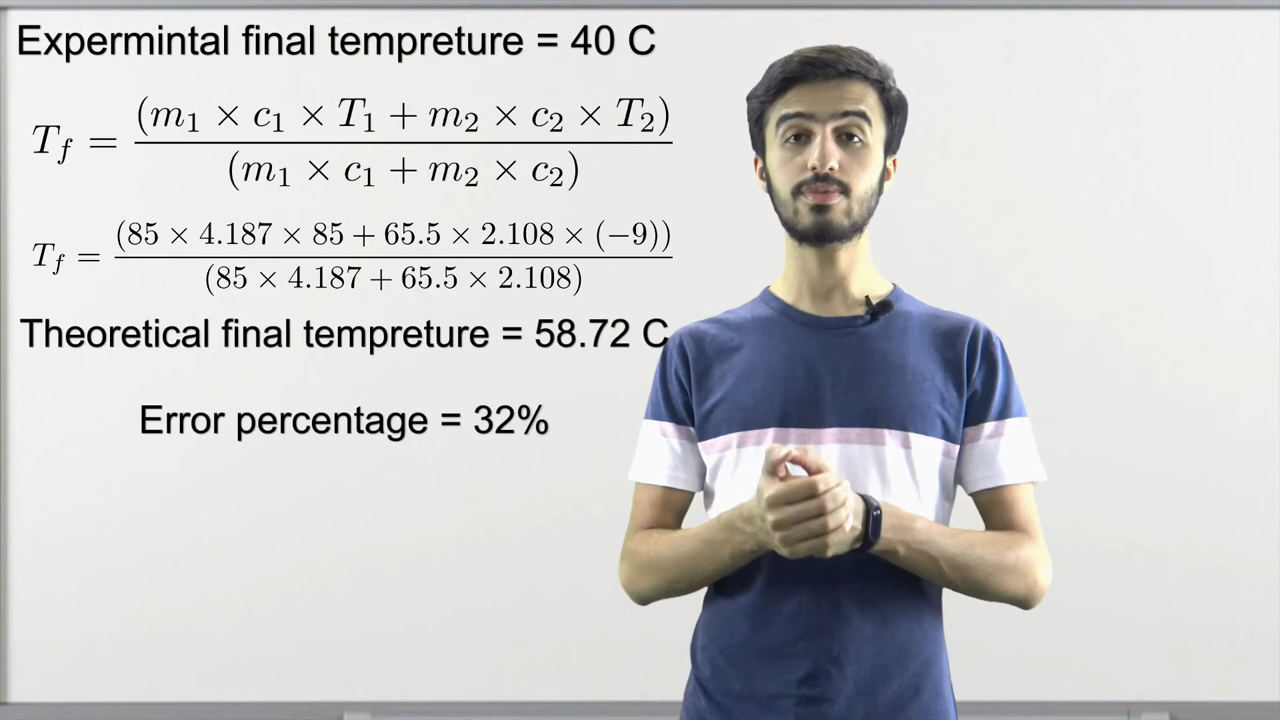 Expermintal final tempreture = 40 C
T_f = (m_1 × c_1 × T_1 + m_2 × c_2 × T_2) / (m_1 × c_1 + m_2 × c_2)
T_f = (85 × 4.187 × 85 + 65.5 × 2.108 × (−9)) / (85 × 4.187 + 65.5 × 2.108)
Theoretical final tempreture = 58.72 C
Error percentage = 32%